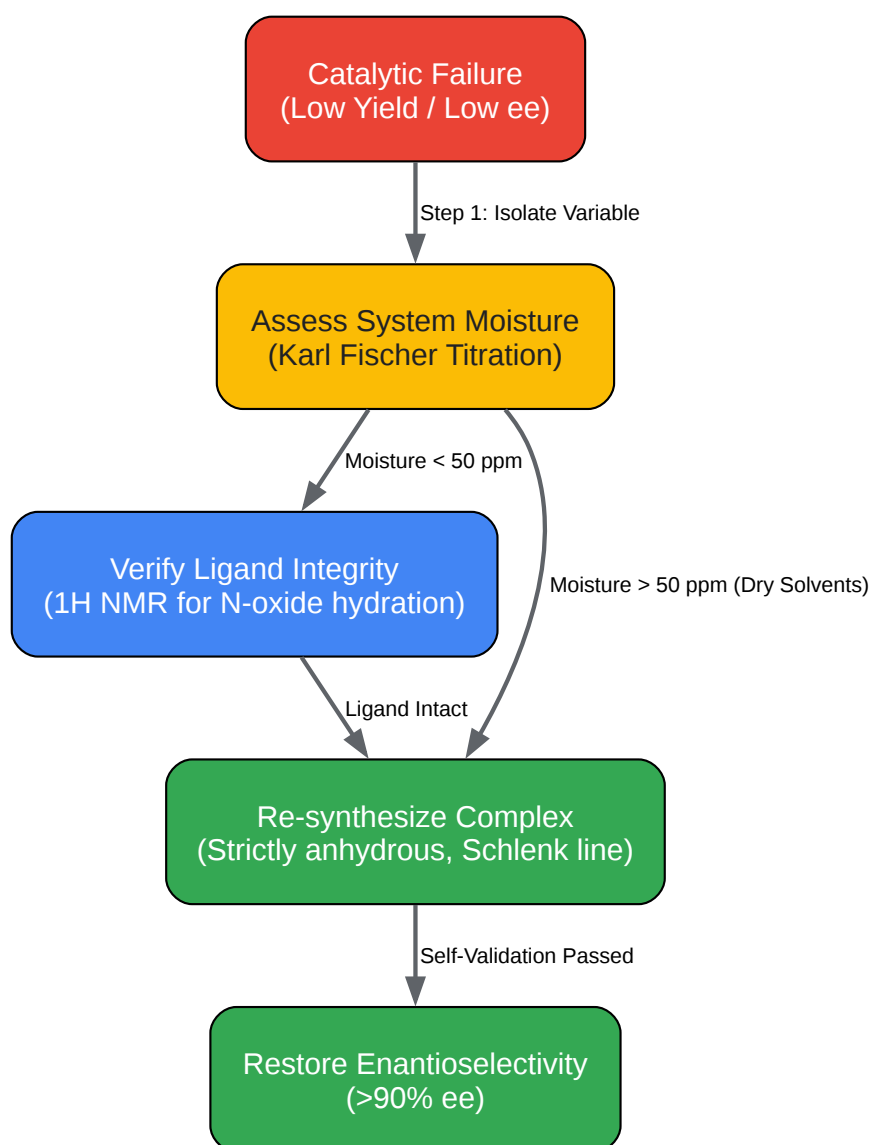 Catalytic Failure
(Low Yield / Low ee)
Step 1: Isolate Variable
Assess System Moisture
(Karl Fischer Titration)
Moisture < 50 ppm
Verify Ligand Integrity
(1H NMR for N-oxide hydration)
Moisture > 50 ppm (Dry Solvents)
Ligand Intact
Re-synthesize Complex
(Strictly anhydrous, Schlenk line)
Self-Validation Passed
Restore Enantioselectivity
(>90% ee)